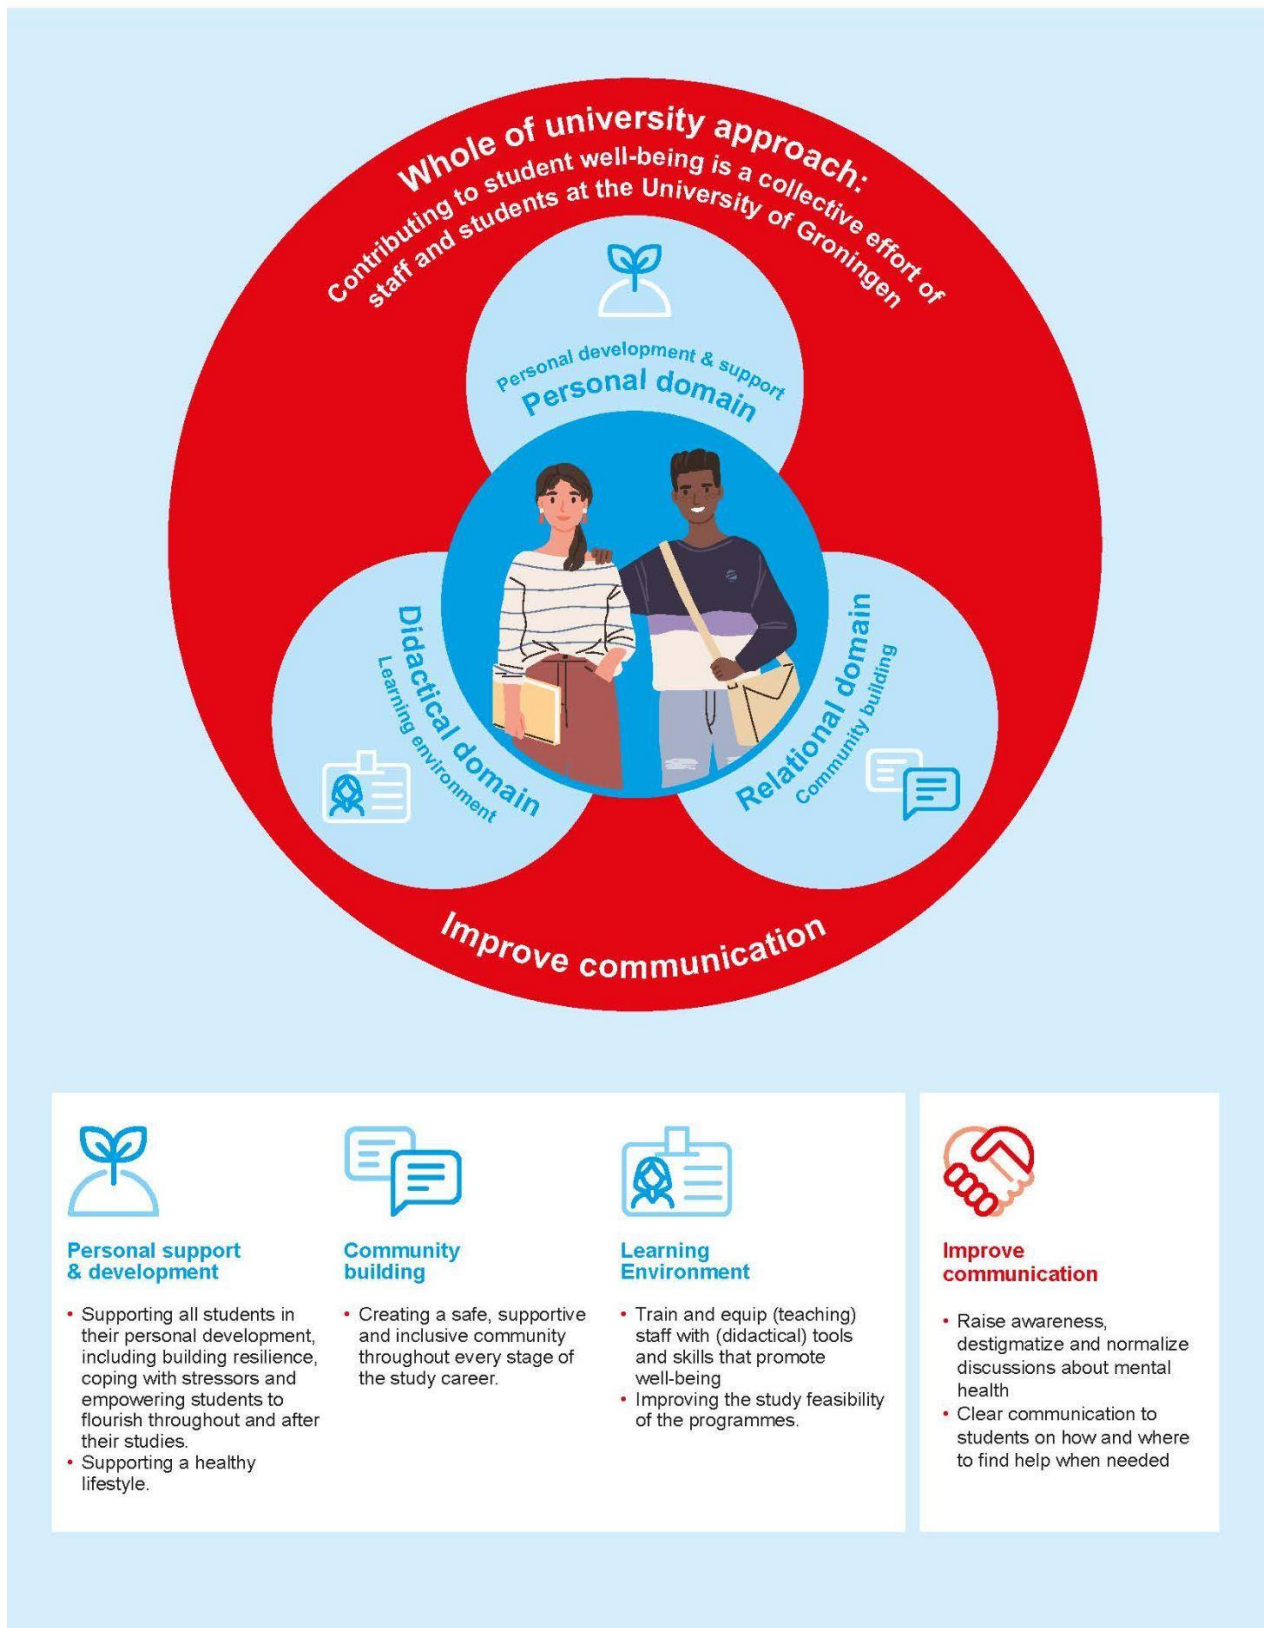 Whole of university approach:
Contributing to student well-being is a collective effort of
staff and students at the University of Groningen
Personal development & support
Personal domain
Didactical domain
Learning environment
Relational domain
Community building
Improve communication
Personal support
& development
• Supporting all students in
their personal development,
including building resilience,
coping with stressors and
empowering students to
flourish throughout and after
their studies.
• Supporting a healthy
lifestyle.
Community
building
• Creating a safe, supportive
and inclusive community
throughout every stage of
the study career.
Learning
Environment
• Train and equip (teaching)
staff with (didactical) tools
and skills that promote
well-being
• Improving the study feasibility
of the programmes.
Improve
communication
• Raise awareness,
destigmatize and normalize
discussions about mental
health
• Clear communication to
students on how and where
to find help when needed